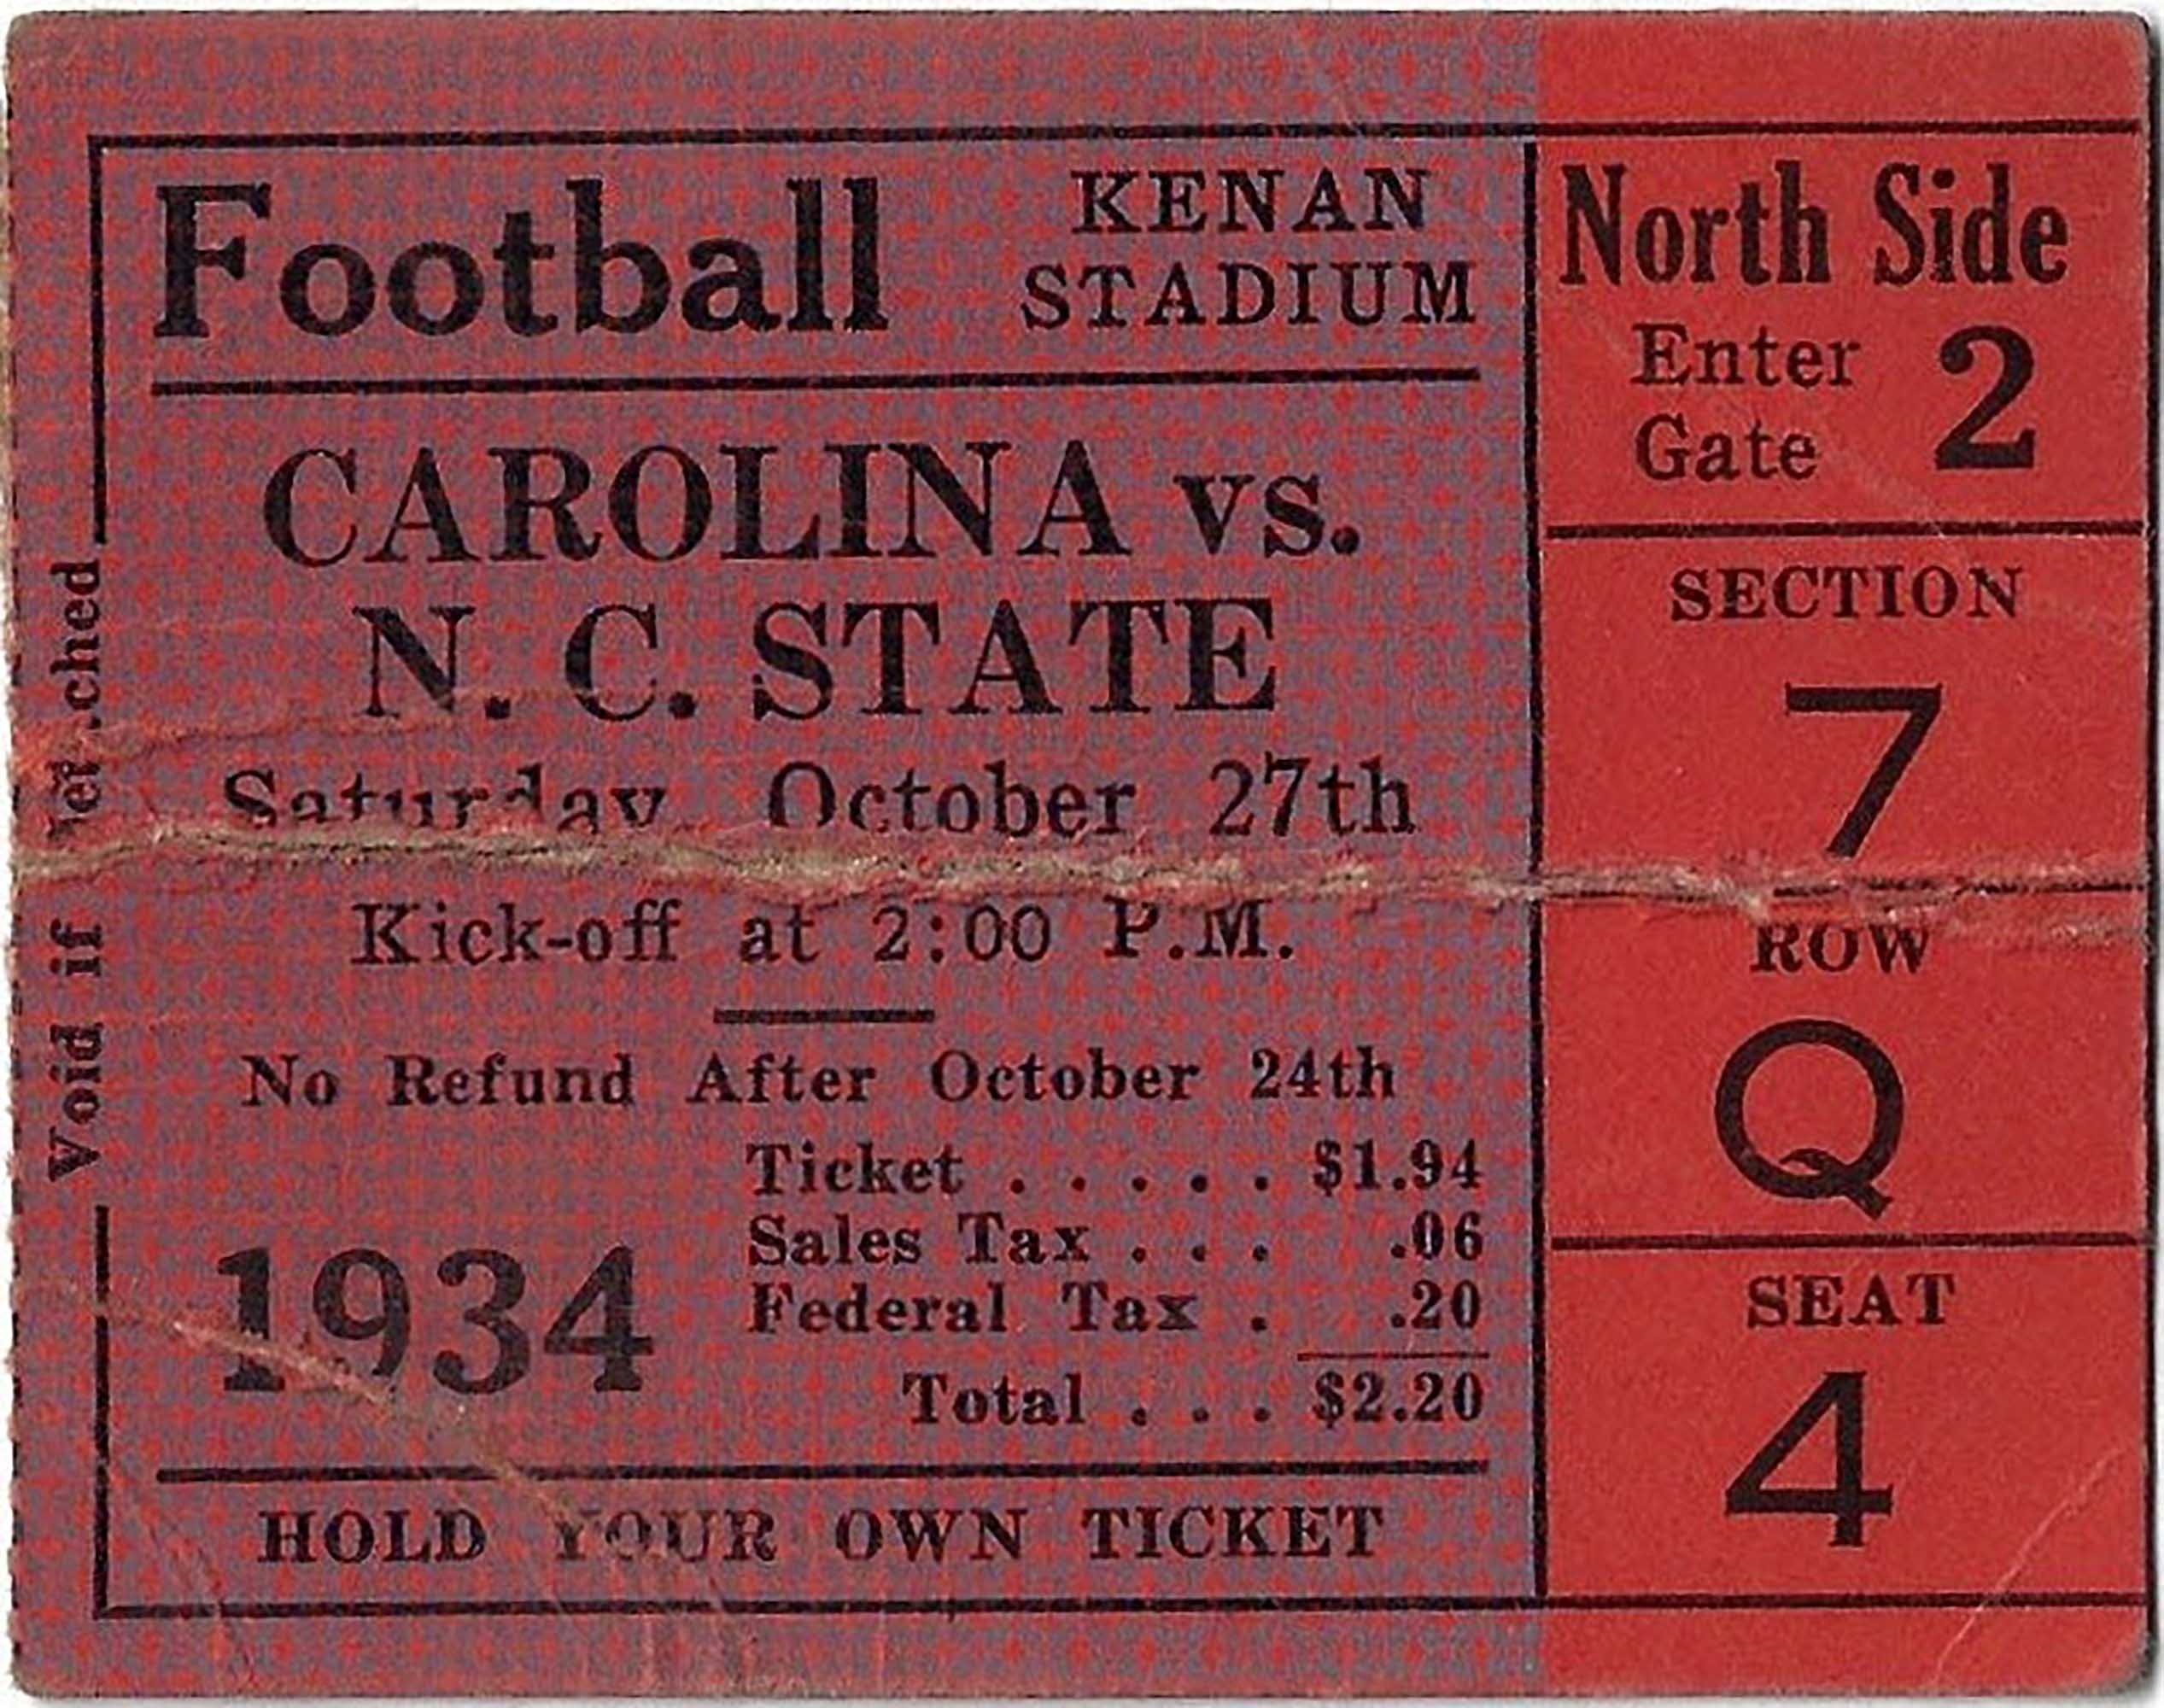 Football
KENAN
STADIUM
CAROLINA vs.
N. C. STATE
Saturday October 27th
Kick-off at 2:00 P.M.
No Refund After October 24th
1934
Ticket . . . . . $1.94
Sales Tax . . . .06
Federal Tax . .20
Total . . . $2.20
HOLD YOUR OWN TICKET
Void if
North Side
Enter
Gate 2
SECTION
7
ROW
Q
SEAT
4